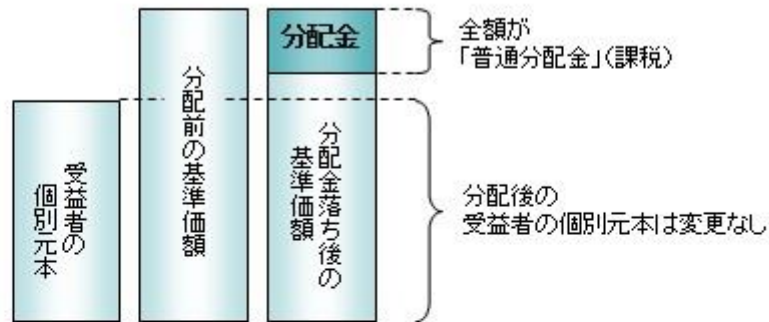 受益者の
個別元本
分配前の基準価額
分配金
分配金落ち後の
基準価額
全額が
「普通分配金」(課税)
分配後の
受益者の個別元本は変更なし